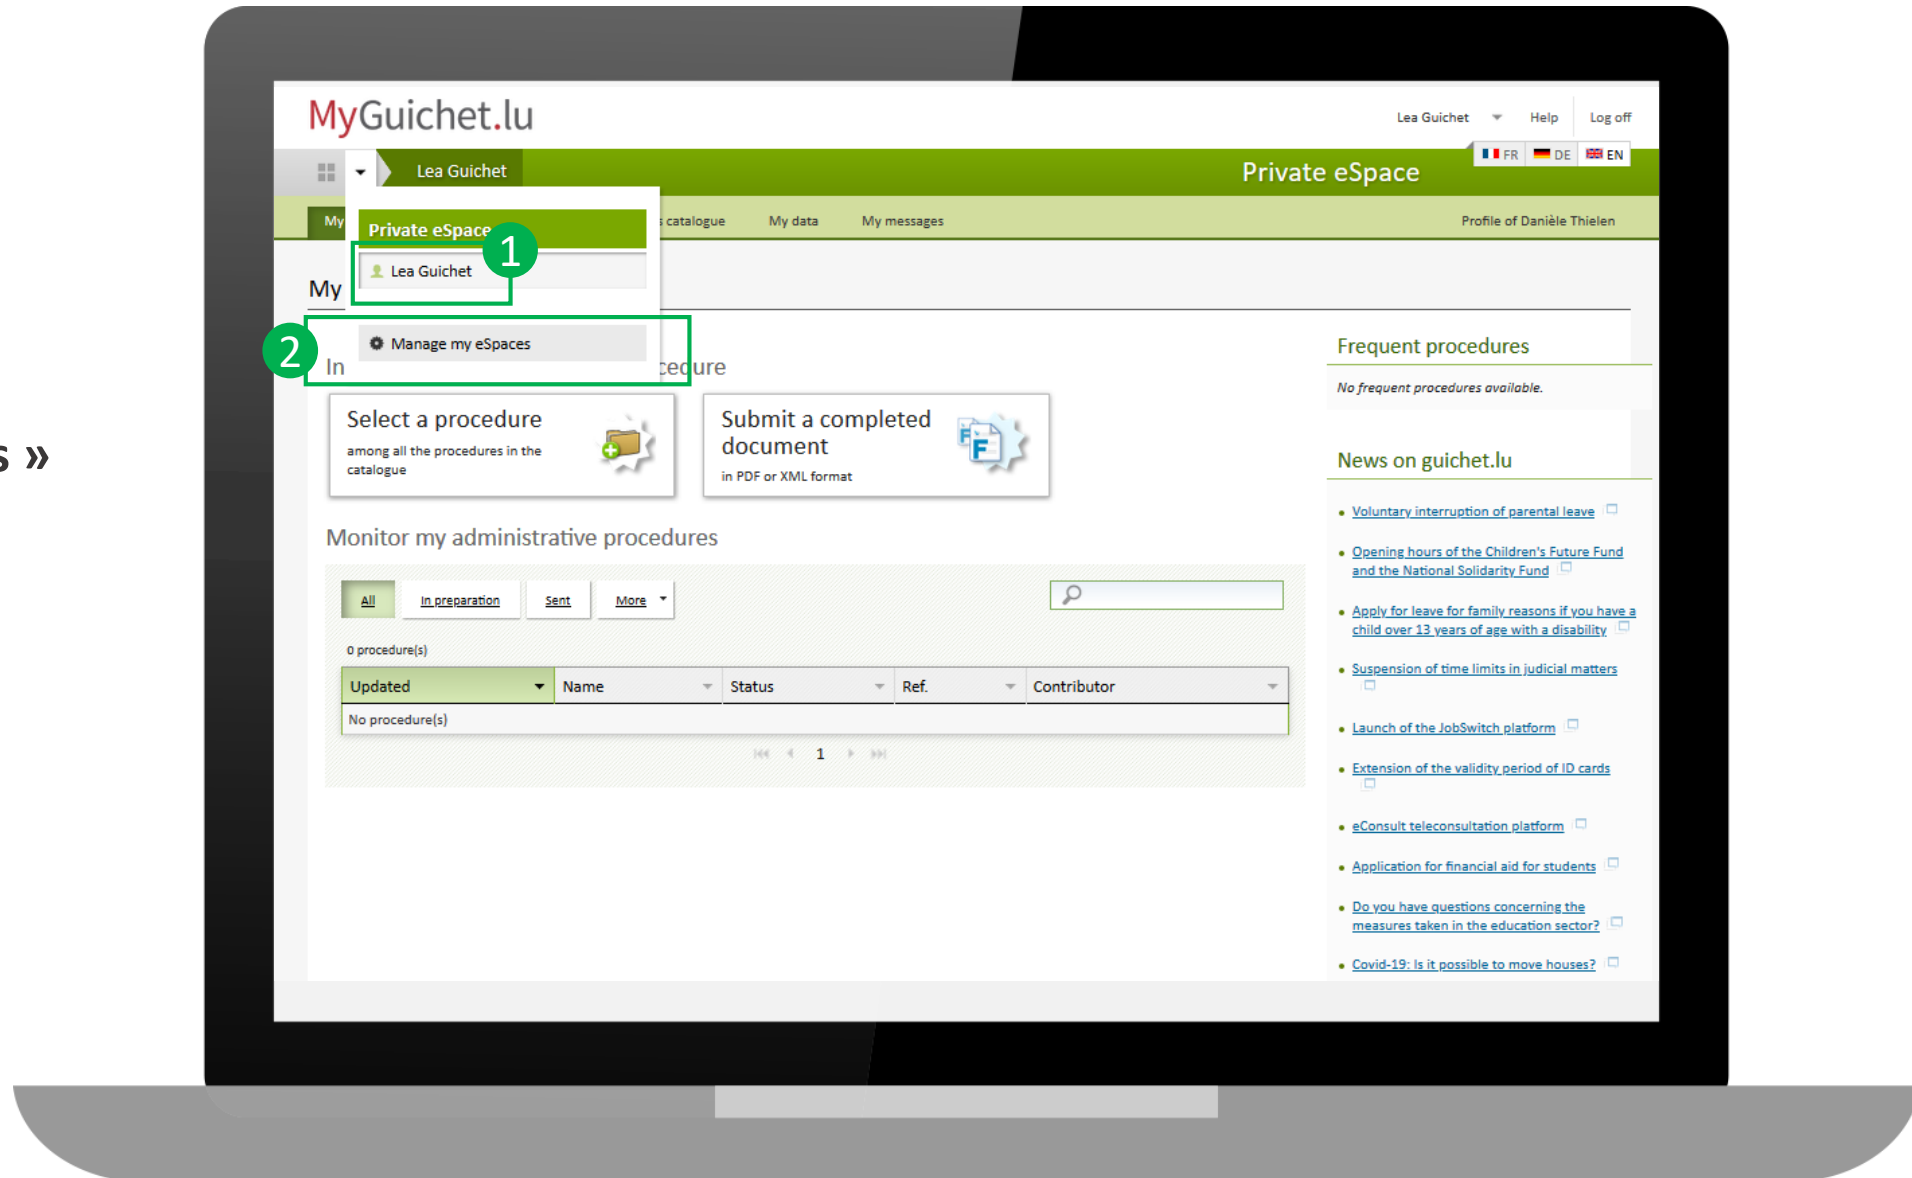 MyGuichet.lu
Lea Guichet Help Log off
FR DE EN
Lea Guichet
Private eSpace
My catalogue My data My messages
Profile of Danièle Thielen
Private eSpace
1
Lea Guichet
My
2
Manage my eSpaces
In
s »
Select a procedure
among all the procedures in the
catalogue
Submit a completed
document
in PDF or XML format
Monitor my administrative procedures
All In preparation Sent More
0 procedure(s)
Updated Name Status Ref. Contributor
No procedure(s)
1
Frequent procedures
No frequent procedures available.
News on guichet.lu
Voluntary interruption of parental leave
Opening hours of the Children's Future Fund
and the National Solidarity Fund
Apply for leave for family reasons if you have a
child over 13 years of age with a disability
Suspension of time limits in judicial matters
Launch of the JobSwitch platform
Extension of the validity period of ID cards
eConsult teleconsultation platform
Application for financial aid for students
Do you have questions concerning the
measures taken in the education sector?
Covid-19: Is it possible to move houses?